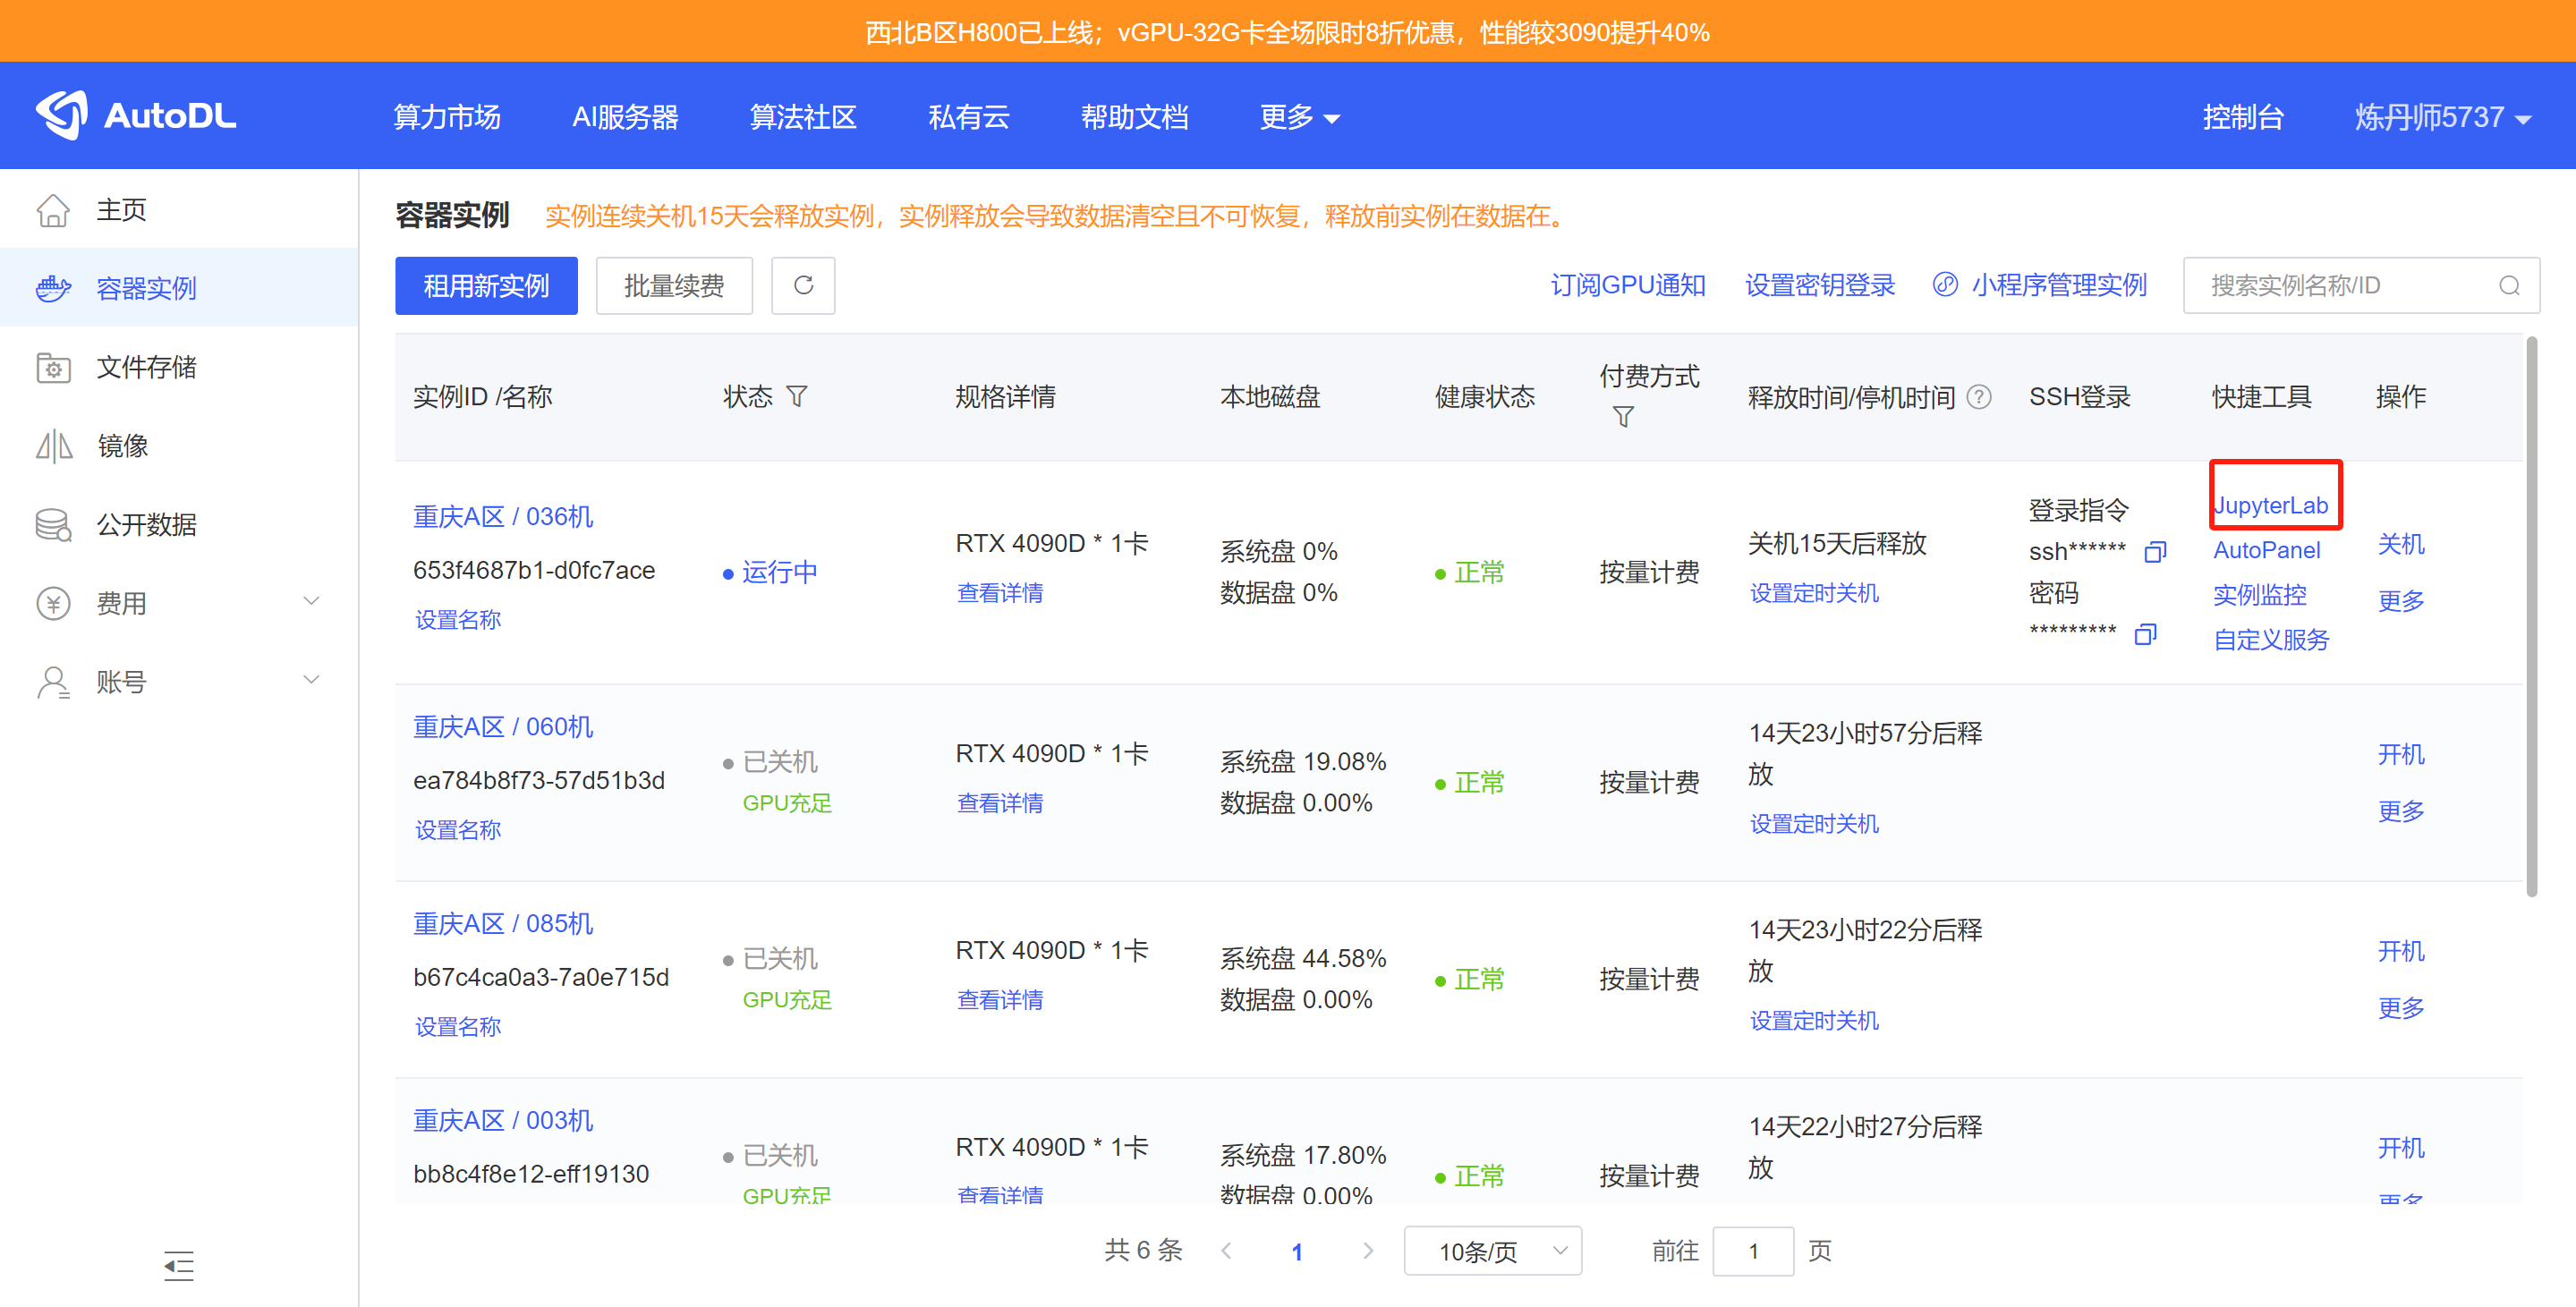 西北B区H800已上线；vGPU-32G卡全场限时8折优惠，性能较3090提升40%
AutoDL
算力市场
AI服务器
算法社区
私有云
帮助文档
更多
控制台
炼丹师5737
主页
容器实例
文件存储
镜像
公开数据
费用
账号
容器实例
实例连续关机15天会释放实例，实例释放会导致数据清空且不可恢复，释放前实例在数据在。
租用新实例
批量续费
订阅GPU通知
设置密钥登录
小程序管理实例
搜索实例名称/ID
实例ID /名称
状态
规格详情
本地磁盘
健康状态
付费方式
释放时间/停机时间
SSH登录
快捷工具
操作
重庆A区 / 036机
653f4687b1-d0fc7ace
设置名称
运行中
RTX 4090D * 1卡
查看详情
系统盘 0%
数据盘 0%
正常
按量计费
关机15天后释放
设置定时关机
登录指令
ssh******
密码
*********
JupyterLab
AutoPanel
实例监控
自定义服务
关机
更多
重庆A区 / 060机
ea784b8f73-57d51b3d
设置名称
已关机
GPU充足
RTX 4090D * 1卡
查看详情
系统盘 19.08%
数据盘 0.00%
正常
按量计费
14天23小时57分后释
放
设置定时关机
开机
更多
重庆A区 / 085机
b67c4ca0a3-7a0e715d
设置名称
已关机
GPU充足
RTX 4090D * 1卡
查看详情
系统盘 44.58%
数据盘 0.00%
正常
按量计费
14天23小时22分后释
放
设置定时关机
开机
更多
重庆A区 / 003机
bb8c4f8e12-eff19130
已关机
GPU充足
RTX 4090D * 1卡
查看详情
系统盘 17.80%
数据盘 0.00%
正常
按量计费
14天22小时27分后释
放
开机
更多
共 6 条
1
10条/页
前往
1
页